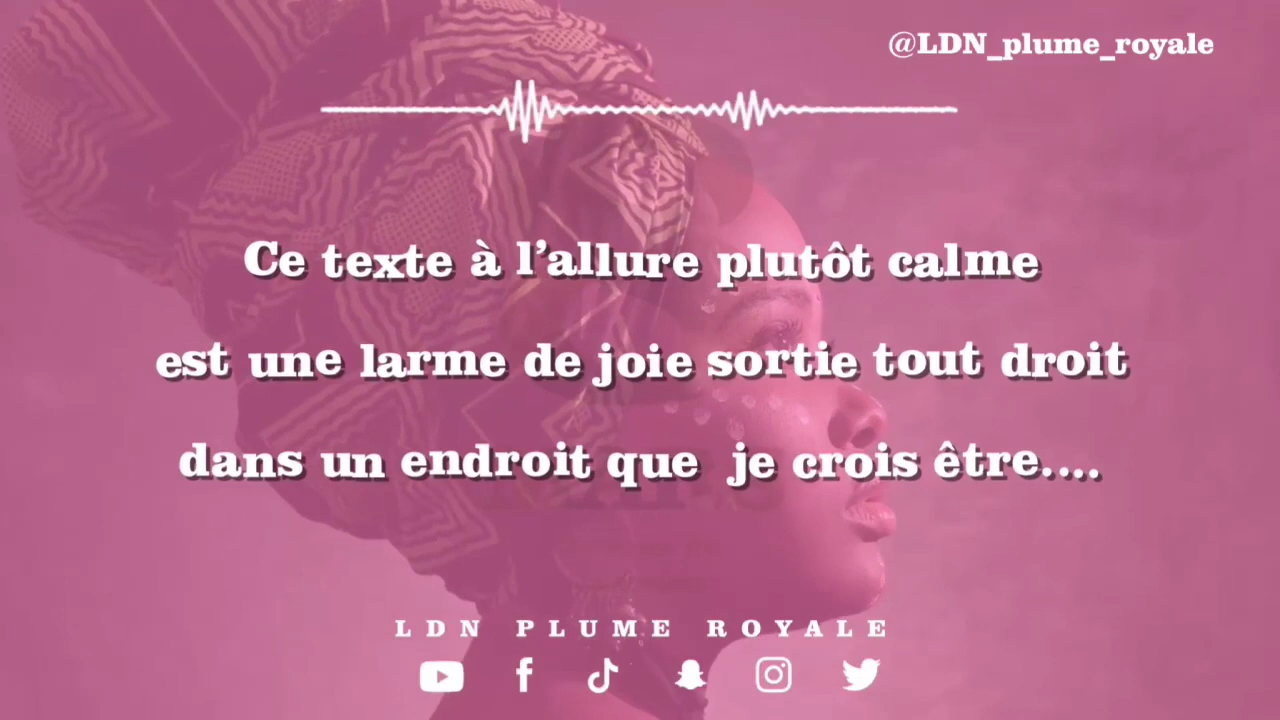 @LDN_plume_royale
Ce texte à l’allure plutôt calme
est une larme de joie sortie tout droit
dans un endroit que je crois être....
LDN PLUME ROYALE